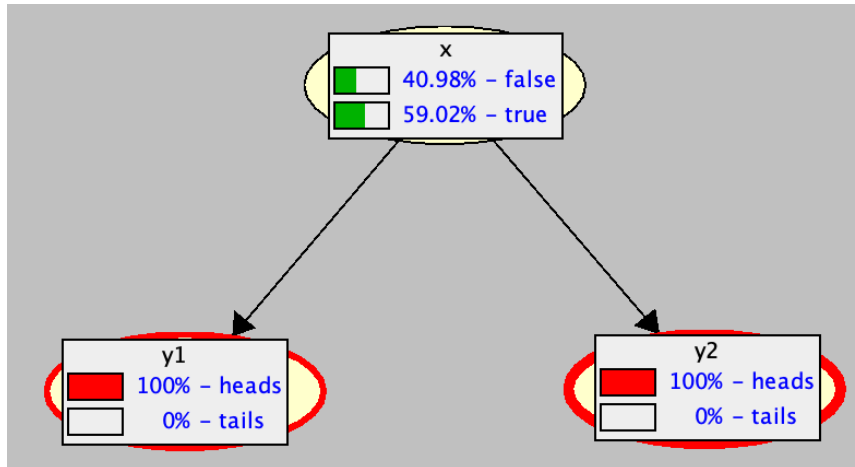 x
40.98% – false
59.02% – true
y1
100% – heads
0% – tails
y2
100% – heads
0% – tails